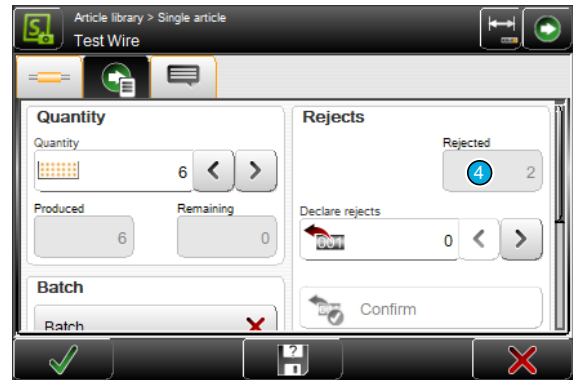 Article library > Single article
Test Wire
Quantity
Quantity
6
Produced
Remaining
6
0
Batch
Batch
Rejects
Rejected
4
2
Declare rejects
001
0
Confirm
?